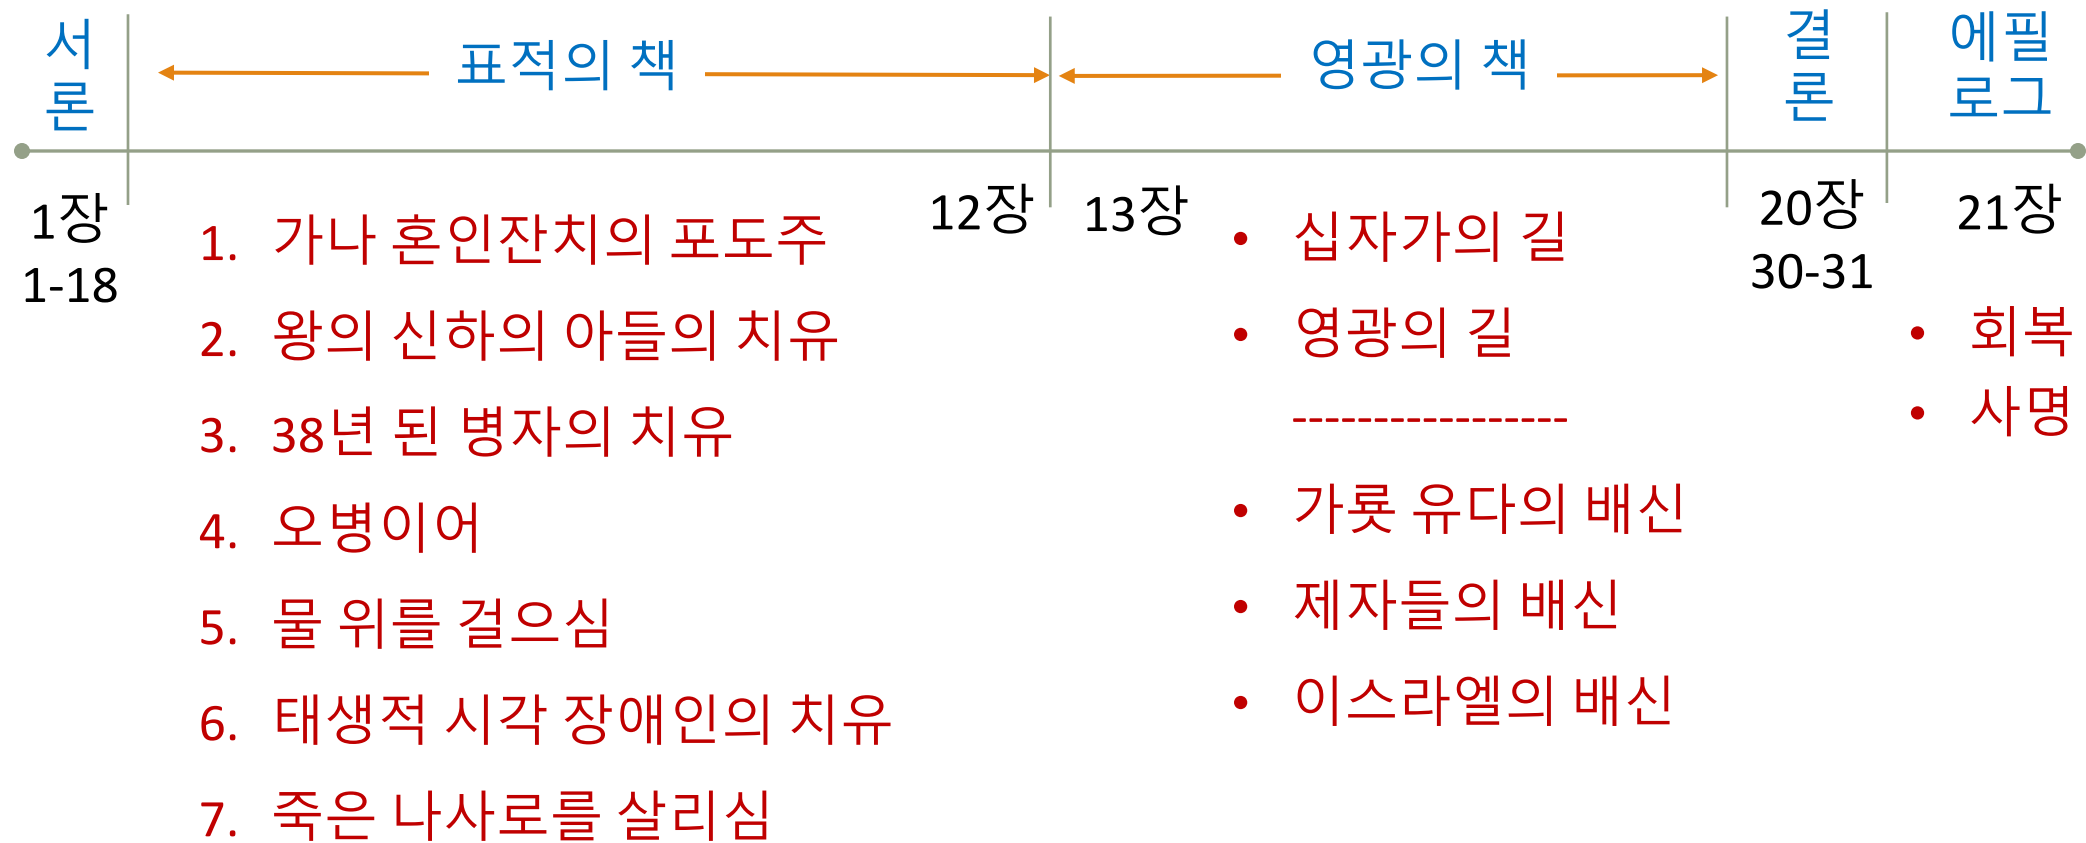 서
론
표적의 책
영광의 책
결
론
에필
로그
1장
1-18
12장
13장
20장
30-31
21장
1. 가나 혼인잔치의 포도주
2. 왕의 신하의 아들의 치유
3. 38년 된 병자의 치유
4. 오병이어
5. 물 위를 걸으심
6. 태생적 시각 장애인의 치유
7. 죽은 나사로를 살리심
• 십자가의 길
• 영광의 길
-----------------
• 가룟 유다의 배신
• 제자들의 배신
• 이스라엘의 배신
• 회복
• 사명